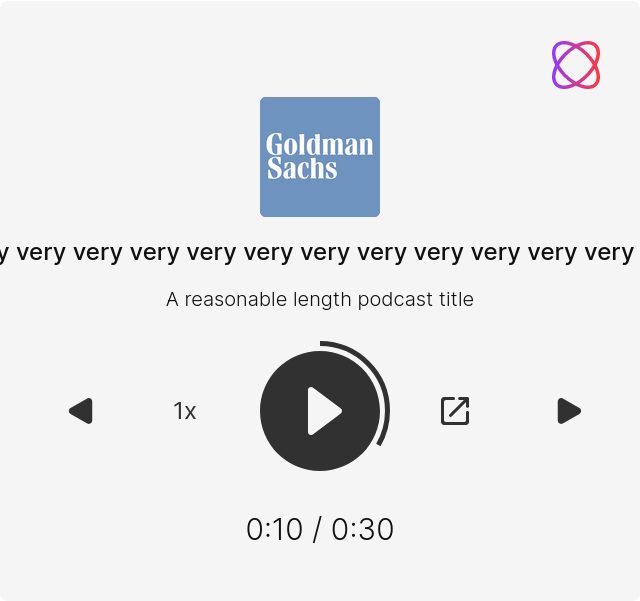 Goldman
Sachs
y very very very very very very very very very very very
A reasonable length podcast title
1x
0:10 / 0:30